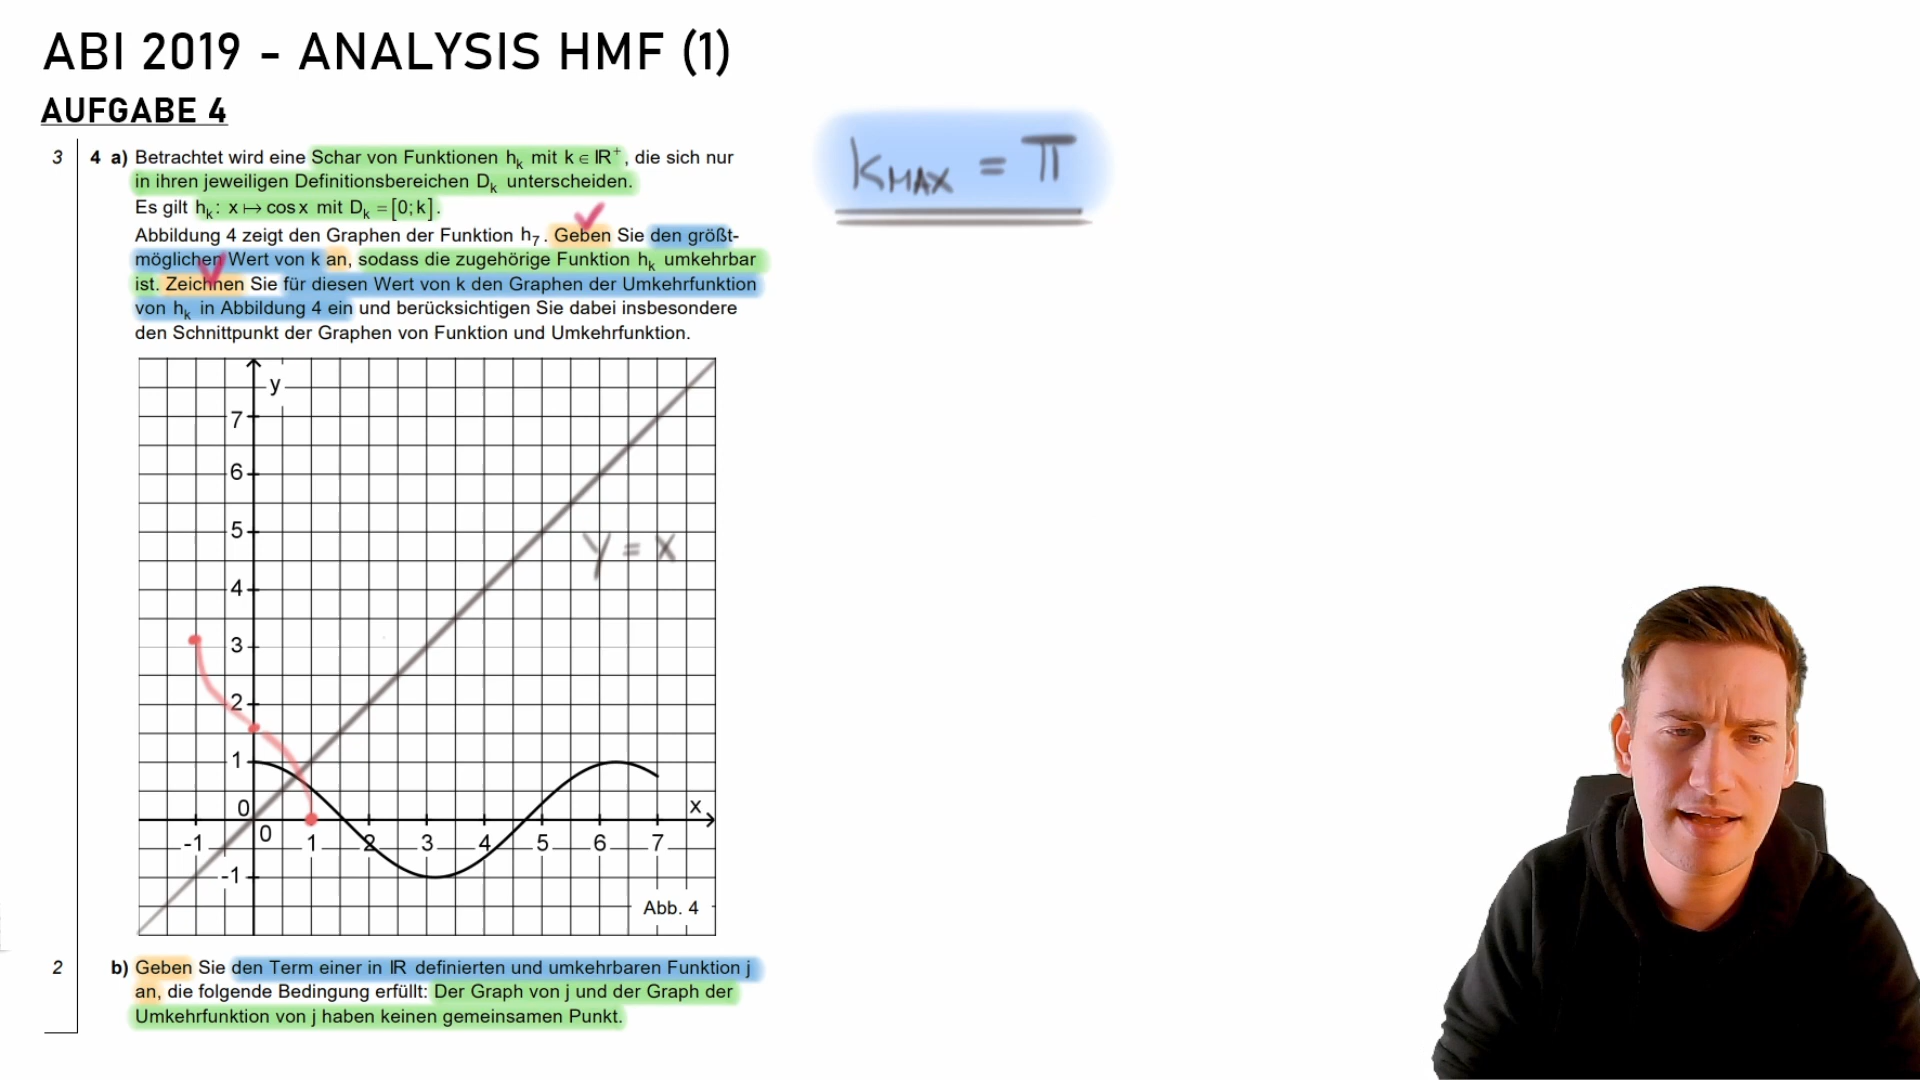 ABI 2019 - ANALYSIS HMF (1)
AUFGABE 4
3 4 a) Betrachtet wird eine Schar von Funktionen hk mit k ∈ IR⁺, die sich nur
in ihren jeweiligen Definitionsbereichen Dk unterscheiden.
Es gilt hk : x ↦ cos x mit Dk = [0;k].
Abbildung 4 zeigt den Graphen der Funktion h7. Geben Sie den größt-
möglichen Wert von k an, sodass die zugehörige Funktion hk umkehrbar
ist. Zeichnen Sie für diesen Wert von k den Graphen der Umkehrfunktion
von hk in Abbildung 4 ein und berücksichtigen Sie dabei insbesondere
den Schnittpunkt der Graphen von Funktion und Umkehrfunktion.
KMAX = π
y
7
6
5
y = x
4
3
2
1
0
x
-1 0 1 2 3 4 5 6 7
-1
Abb. 4
2 b) Geben Sie den Term einer in IR definierten und umkehrbaren Funktion j
an, die folgende Bedingung erfüllt: Der Graph von j und der Graph der
Umkehrfunktion von j haben keinen gemeinsamen Punkt.